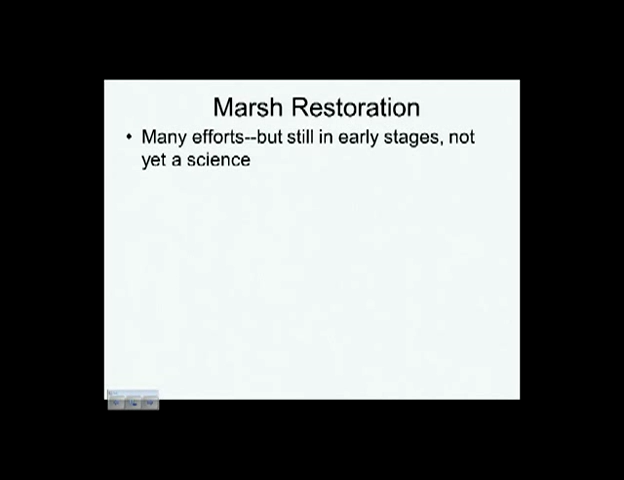 Marsh Restoration
• Many efforts--but still in early stages, not
yet a science